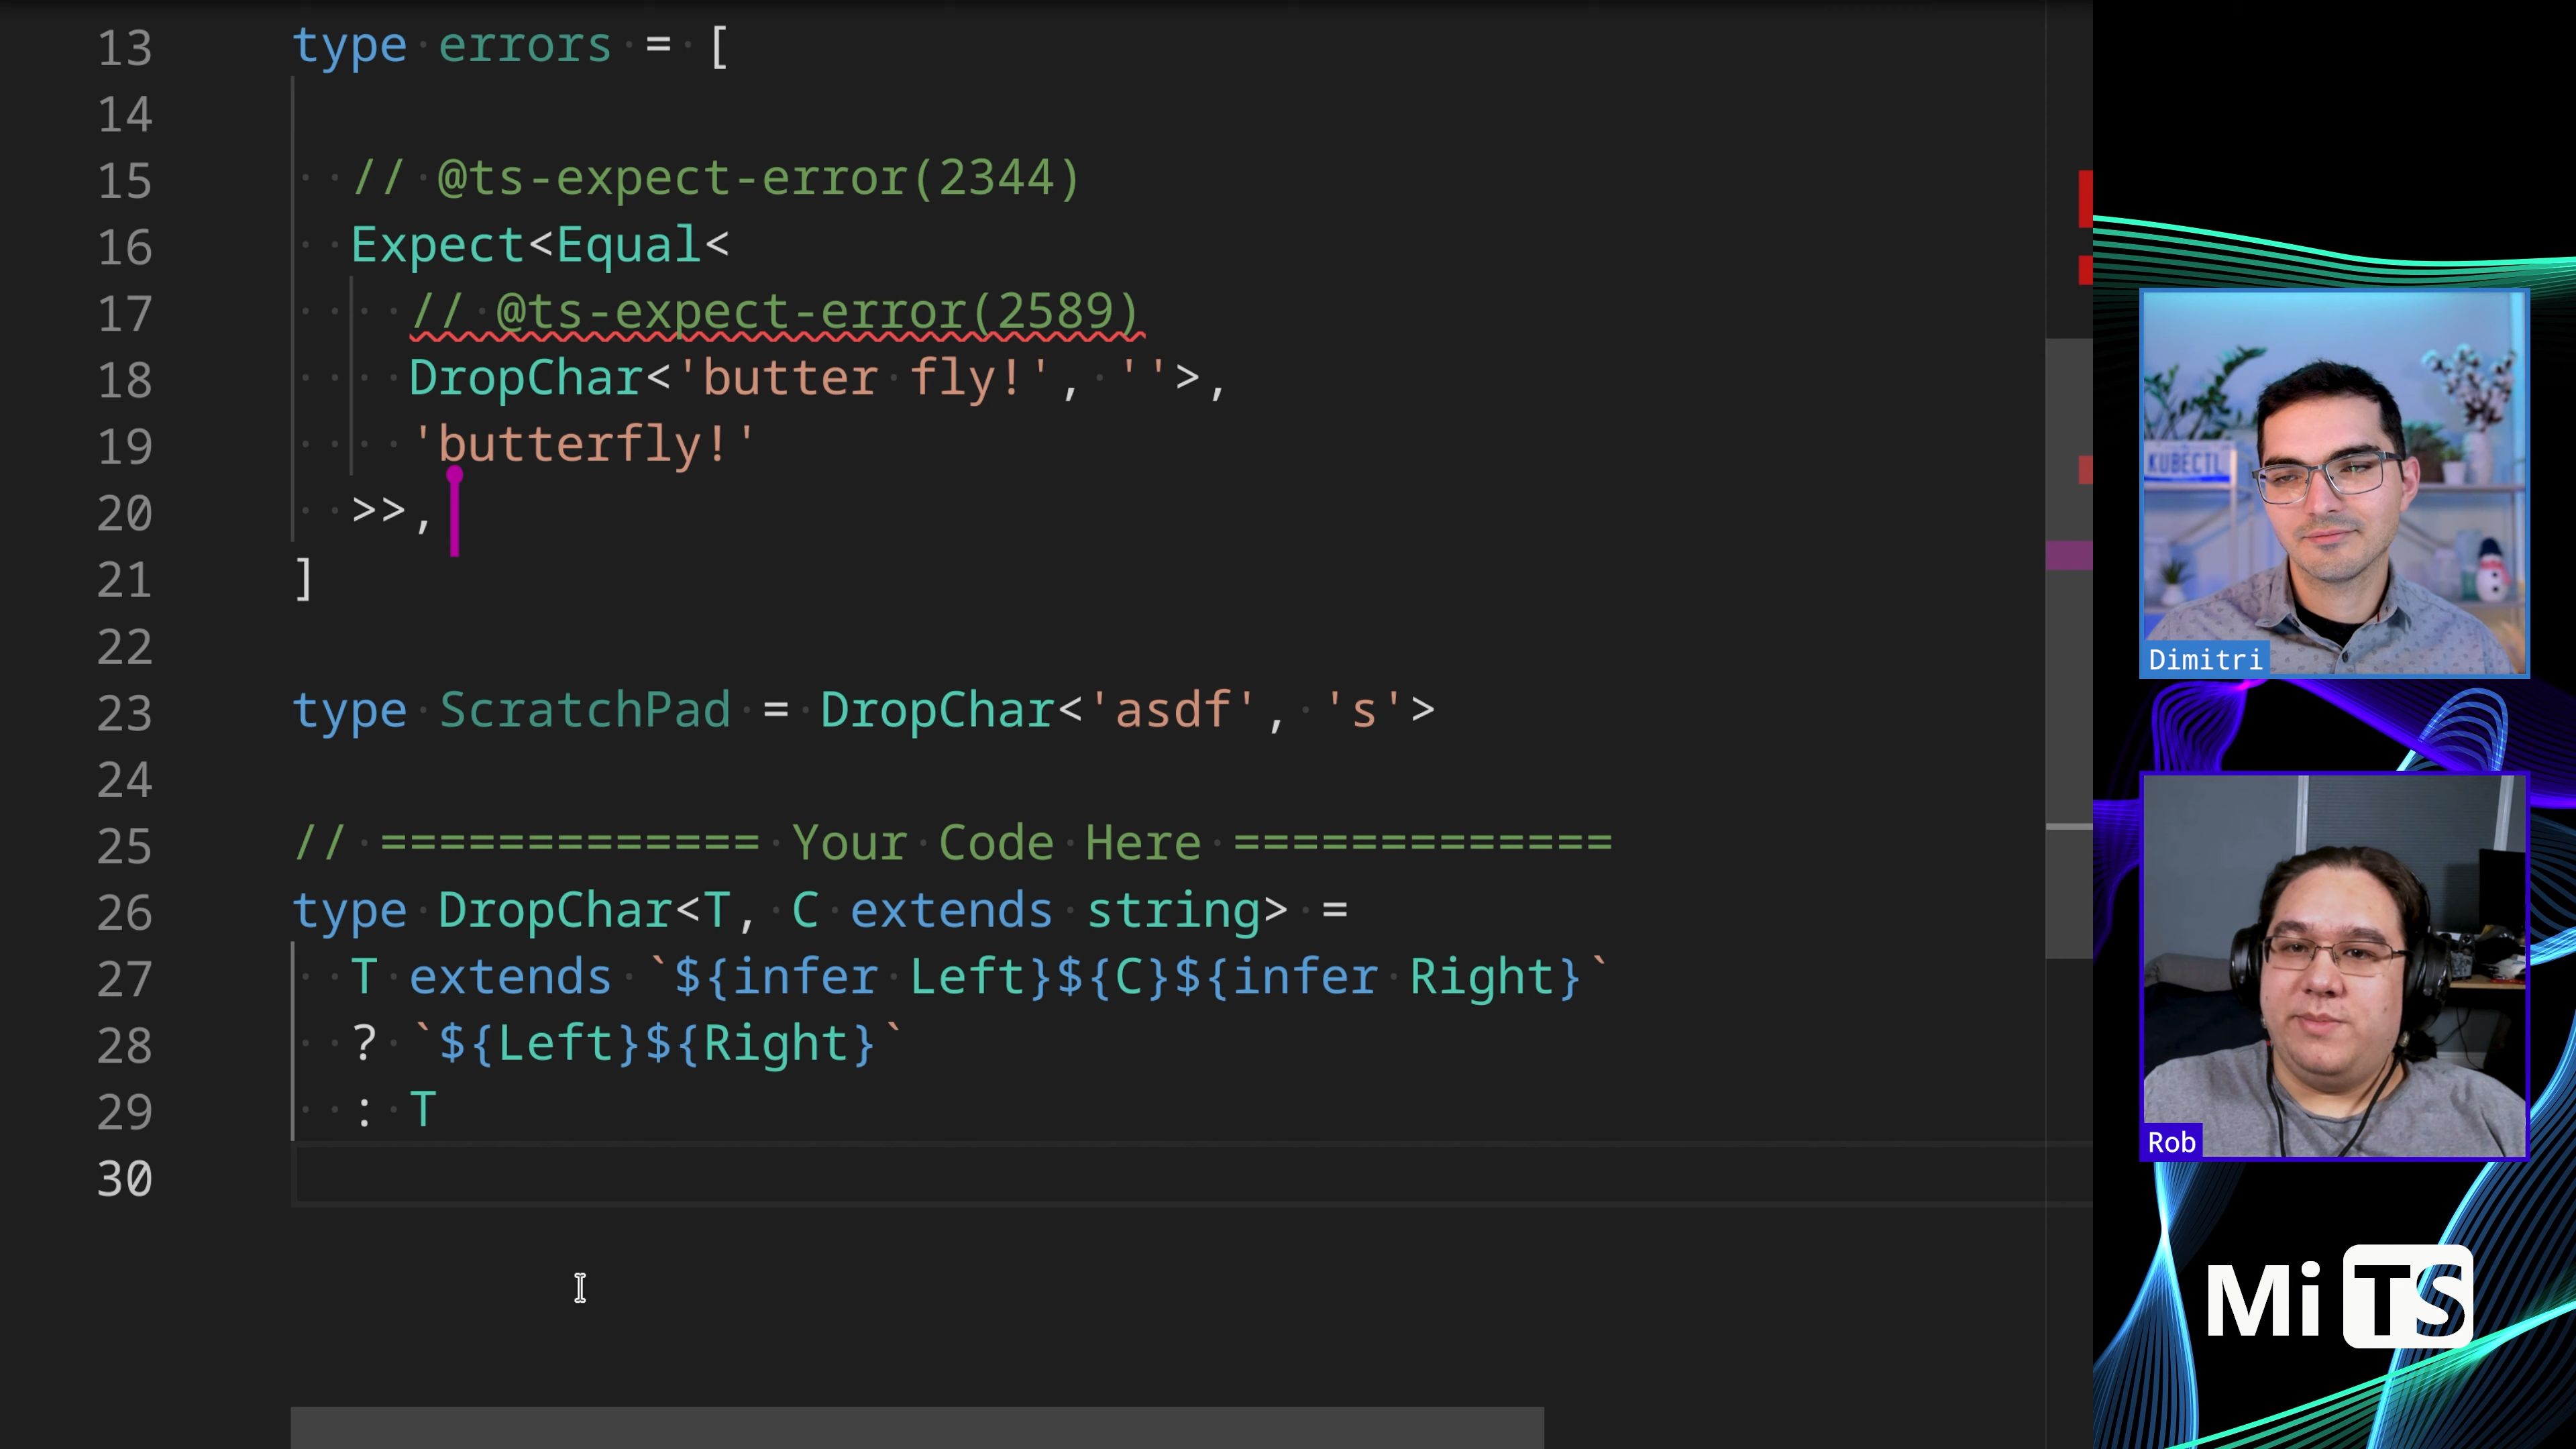 13 type errors = [
14
15 // @ts-expect-error(2344)
16 Expect<Equal<
17 // @ts-expect-error(2589)
18 DropChar<'butter fly!', ''>,
19 'butterfly!'
20 >>,
21 ]
22
23 type ScratchPad = DropChar<'asdf', 's'>
24
25 // ============= Your Code Here =============
26 type DropChar<T, C extends string> =
27 T extends `${infer Left}${C}${infer Right}`
28 ? `${Left}${Right}`
29 : T
30
KUBECTL
Dimitri
Rob
Mi TS